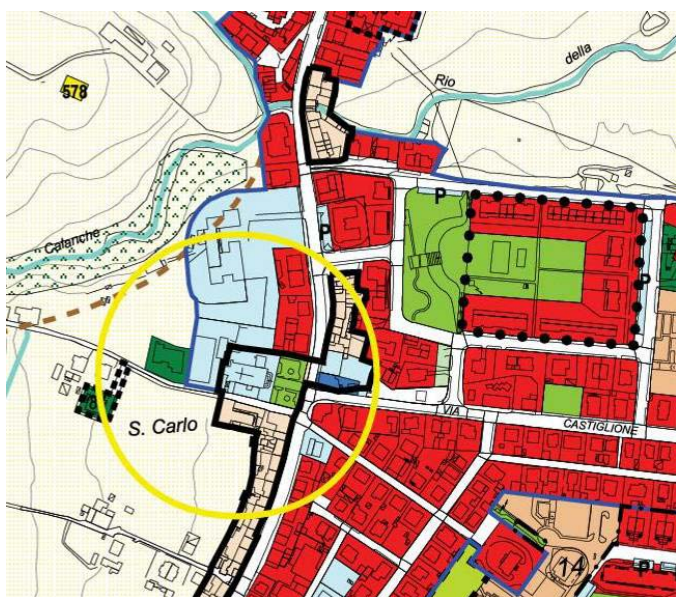 della
Rio
578
P
Calanche
P
P
S. Carlo
VIA
CASTIGLIONE
14
P